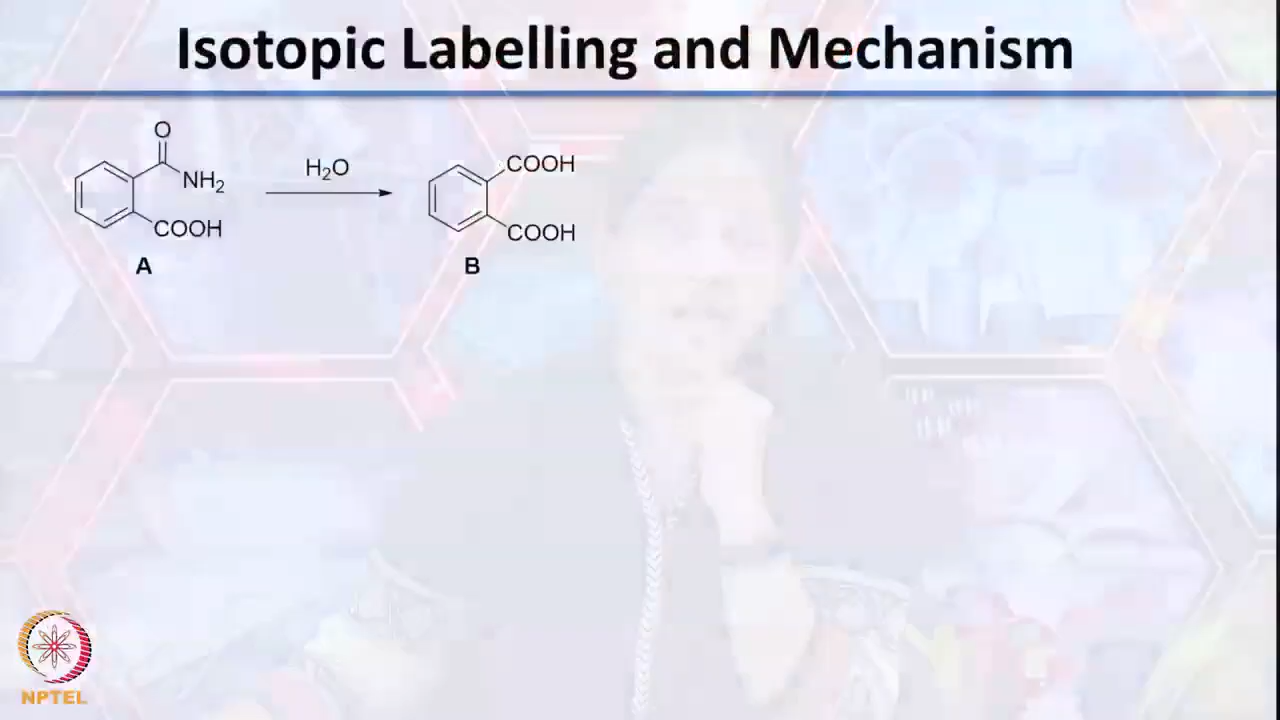 Isotopic Labelling and Mechanism
O
NH2
COOH
A
H2O
COOH
COOH
B
NPTEL